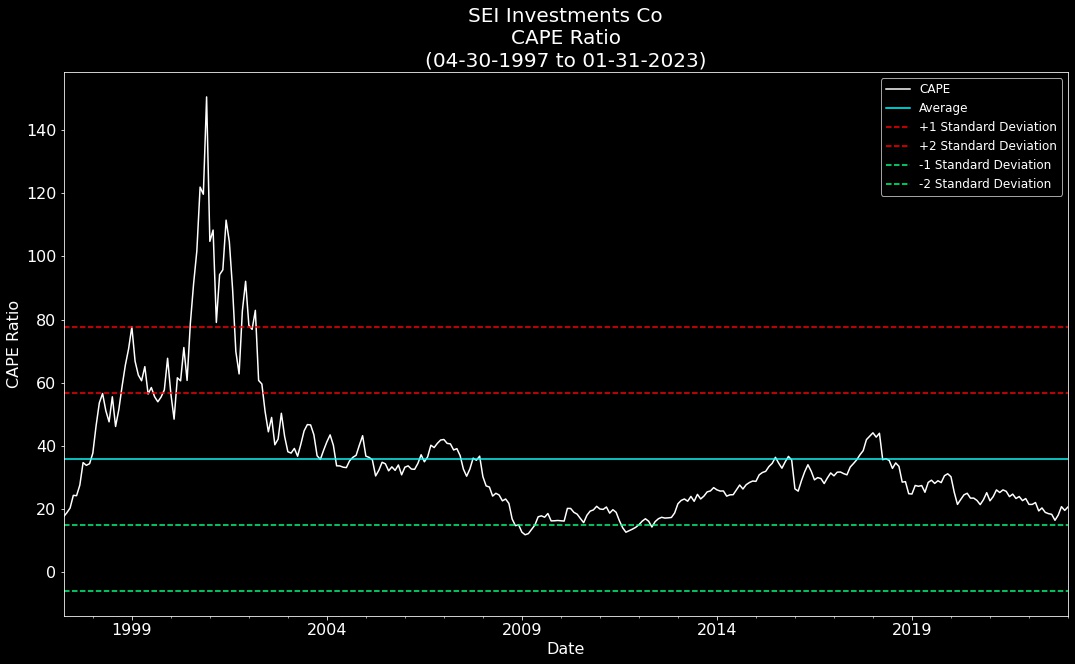 SEI Investments Co
CAPE Ratio
(04-30-1997 to 01-31-2023)
CAPE
Average
+1 Standard Deviation
+2 Standard Deviation
-1 Standard Deviation
-2 Standard Deviation
CAPE Ratio
140
120
100
80
60
40
20
0
1999
2004
2009
2014
2019
Date